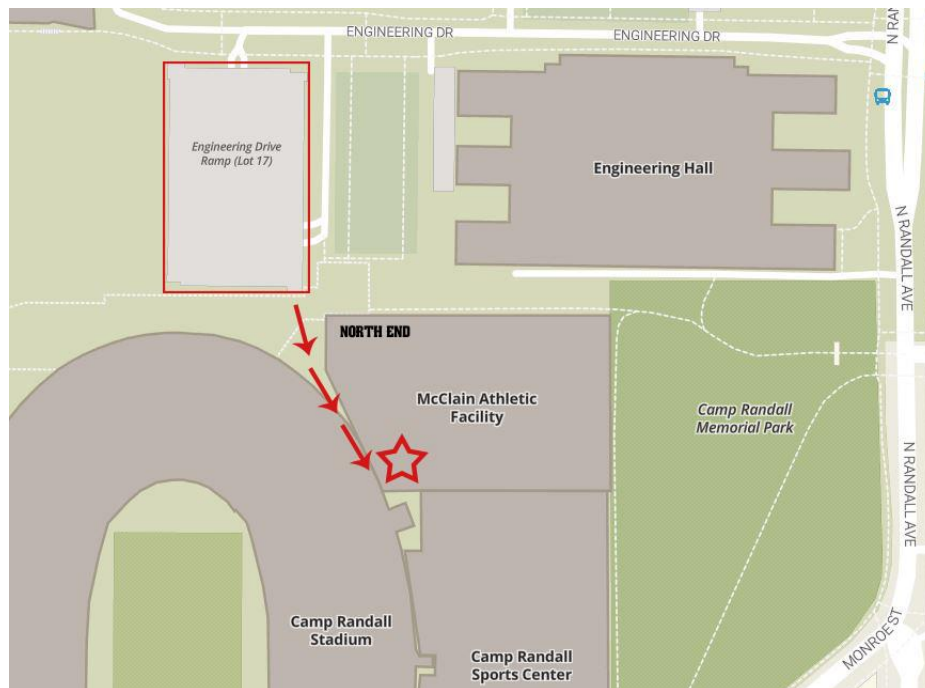 ENGINEERING DR
ENGINEERING DR
N RAN
Engineering Drive
Ramp (Lot 17)
Engineering Hall
N RANDALL AVE
NORTH END
McClain Athletic
Facility
Camp Randall
Memorial Park
N RANDALL AVE
Camp Randall
Stadium
Camp Randall
Sports Center
MONROE ST